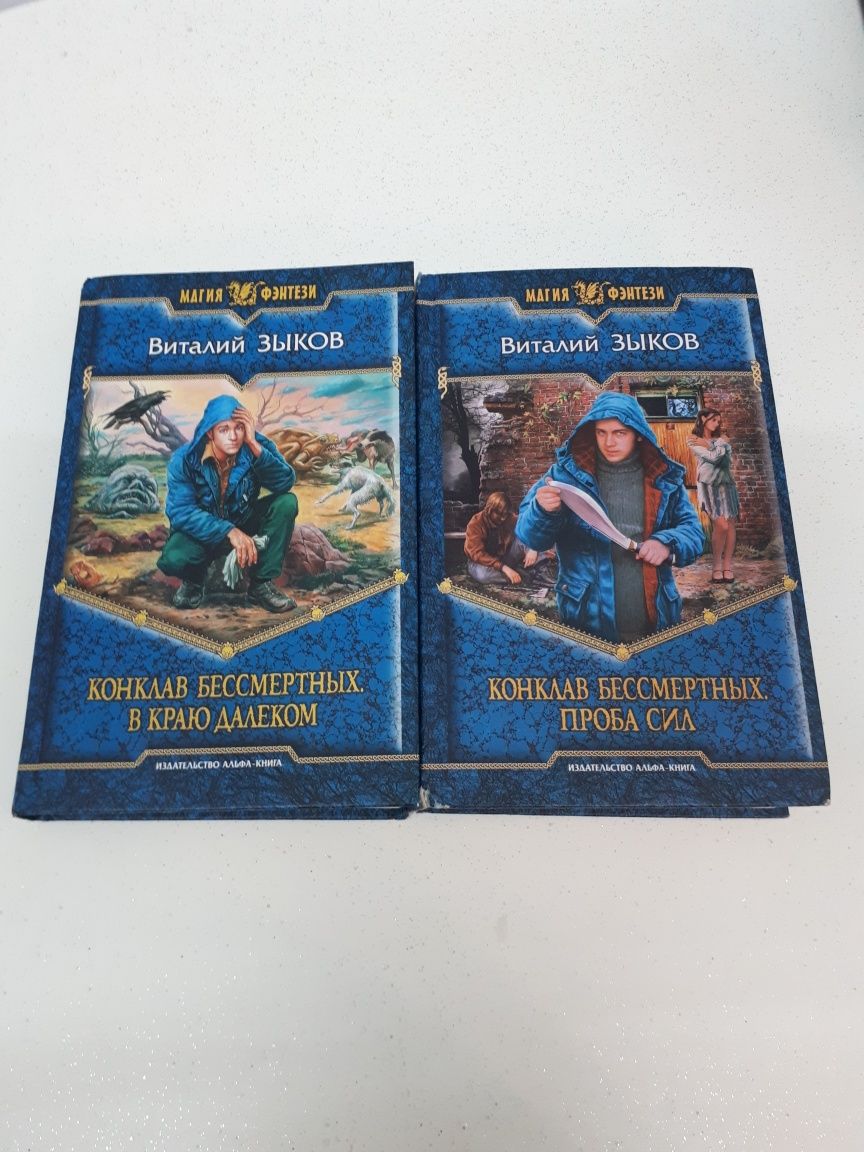 МАГИЯ ФЭНТЕЗИ
Виталий ЗЫКОВ
КОНКЛАВ БЕССМЕРТНЫХ.
В КРАЮ ДАЛЕКОМ
ИЗДАТЕЛЬСТВО АЛЬФА-КНИГА
МАГИЯ ФЭНТЕЗИ
Виталий ЗЫКОВ
КОНКЛАВ БЕССМЕРТНЫХ.
ПРОБА СИЛ
ИЗДАТЕЛЬСТВО АЛЬФА-КНИГА